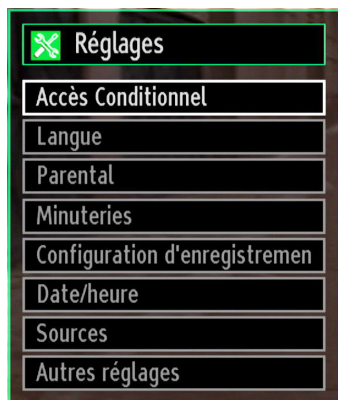 Réglages
Accès Conditionnel
Langue
Parental
Minuteries
Configuration d'enregistremen
Date/heure
Sources
Autres réglages